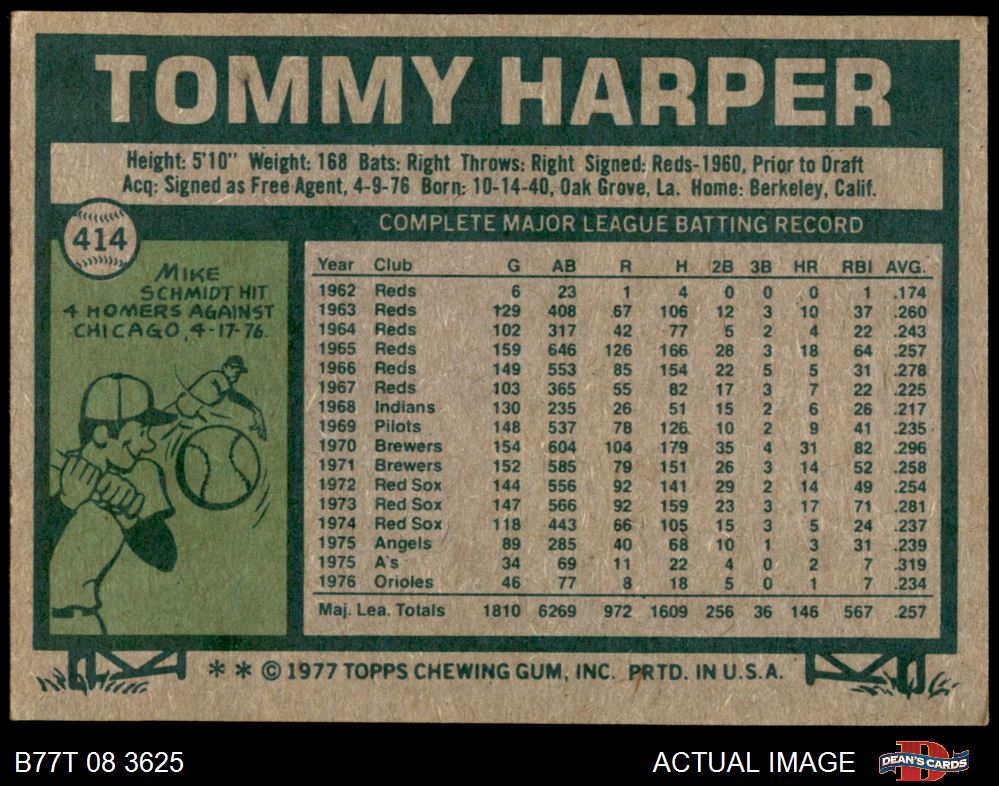 TOMMY HARPER
Height: 5'10" Weight: 168 Bats: Right Throws: Right Signed: Reds-1960, Prior to Draft
Acq: Signed as Free Agent, 4-9-76 Born: 10-14-40, Oak Grove, La. Home: Berkeley, Calif.
414
MIKE
SCHMIDT HIT
4 HOMERS AGAINST
CHICAGO, 4-17-76.
COMPLETE MAJOR LEAGUE BATTING RECORD
Year Club G AB R H 2B 3B HR RBI AVG.
1962 Reds 6 23 1 4 0 0 0 1 .174
1963 Reds 129 408 67 106 12 3 10 37 .260
1964 Reds 102 317 42 77 5 2 4 22 .243
1965 Reds 159 646 126 166 28 3 18 64 .257
1966 Reds 149 553 85 154 22 5 5 31 .278
1967 Reds 103 365 55 82 17 3 7 22 .225
1968 Indians 130 235 26 51 15 2 6 26 .217
1969 Pilots 148 537 78 126 10 2 9 41 .235
1970 Brewers 154 604 104 179 35 4 31 82 .296
1971 Brewers 152 585 79 151 26 3 14 52 .258
1972 Red Sox 144 556 92 141 29 2 14 49 .254
1973 Red Sox 147 566 92 159 23 3 17 71 .281
1974 Red Sox 118 443 66 105 15 3 5 24 .237
1975 Angels 89 285 40 68 10 1 3 31 .239
1975 A's 34 69 11 22 4 0 2 7 .319
1976 Orioles 46 77 8 18 5 0 1 7 .234
Maj. Lea. Totals 1810 6269 972 1609 256 36 146 567 .257
** © 1977 TOPPS CHEWING GUM, INC. PRTD. IN U.S.A.
B77T 08 3625
ACTUAL IMAGE
D
DEAN'S CARDS